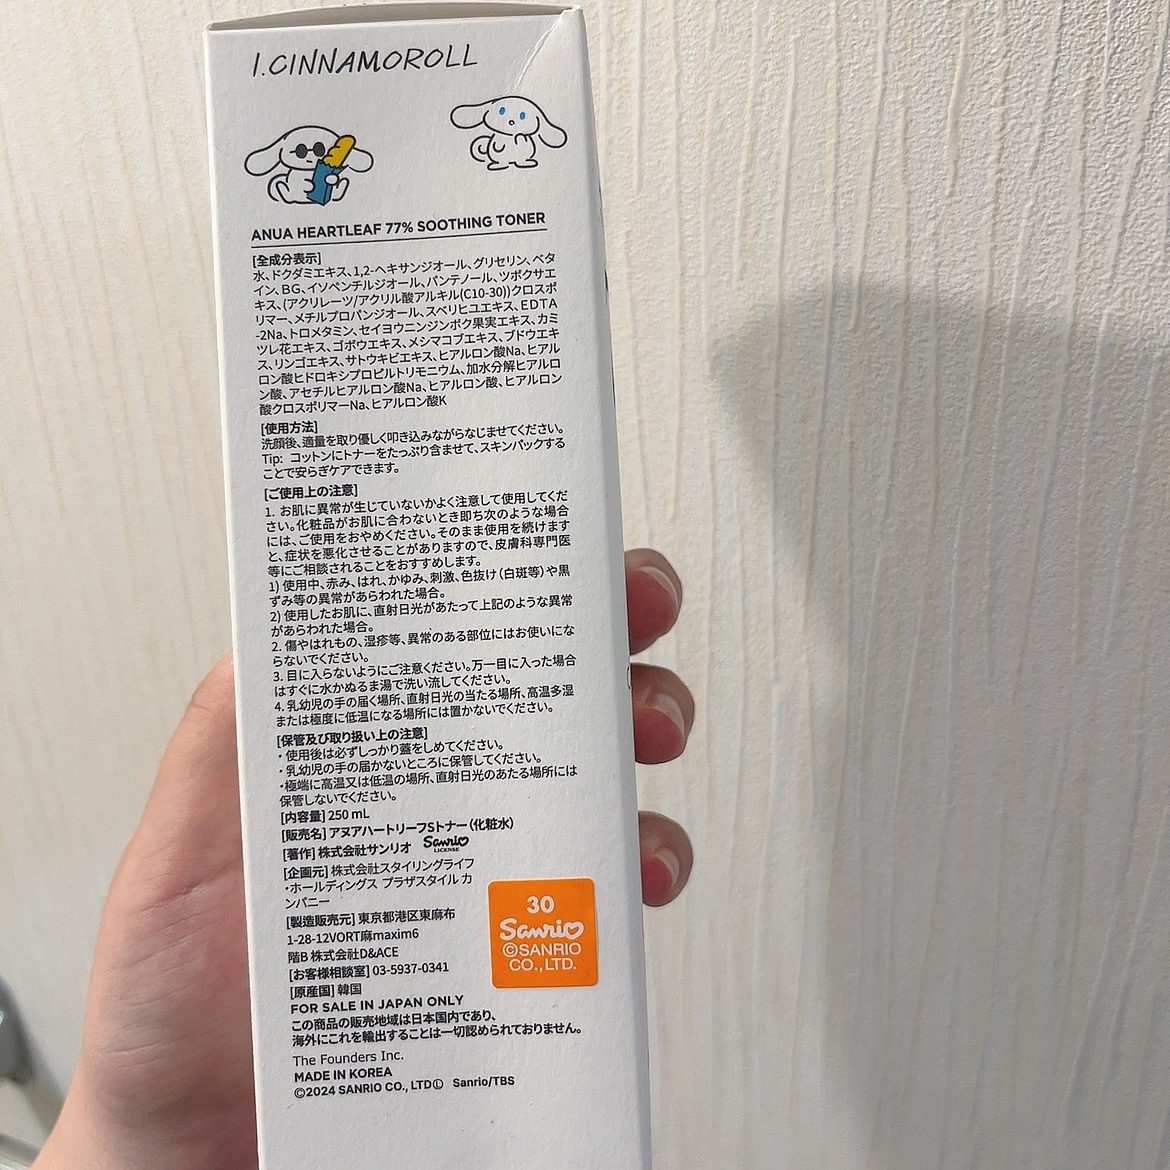 I.CINNAMOROLL
ANUA HEARTLEAF 77% SOOTHING TONER
[全成分表示]
水、ドクダミエキス、1,2-ヘキサンジオール、グリセリン、ベタ
イン、BG、イソペンチルジオール、パンテノール、ツボクサエ
キス、(アクリレーツ/アクリル酸アルキル(C10-30))クロスポ
リマー、メチルプロパンジオール、スベリヒユエキス、EDTA
-2Na、トロメタミン、セイヨウニンジンボク果実エキス、カミ
ツレ花エキス、ゴボウエキス、メシマコブエキス、ブドウエキ
ス、リンゴエキス、サトウキビエキス、ヒアルロン酸Na、ヒアル
ロン酸ヒドロキシプロピルトリモニウム、加水分解ヒアルロ
ン酸、アセチルヒアルロン酸Na、ヒアルロン酸、ヒアルロン
酸クロスポリマーNa、ヒアルロン酸K
[使用方法]
洗顔後、適量を取り優しく叩き込みながらなじませてください。
Tip: コットンにトナーをたっぷり含ませて、スキンパックする
ことで安らぎケアできます。
[ご使用上の注意]
1. お肌に異常が生じていないかよく注意して使用してくだ
さい。化粧品がお肌に合わないとき即ち次のような場合
には、ご使用をおやめください。そのまま使用を続けます
と、症状を悪化させることがありますので、皮膚科専門医
等にご相談されることをおすすめします。
1) 使用中、赤み、はれ、かゆみ、刺激、色抜け(白斑等)や黒
ずみ等の異常があらわれた場合。
2) 使用したお肌に、直射日光があたって上記のような異常
があらわれた場合。
2. 傷やはれもの、湿疹等、異常のある部位にはお使いにな
らないでください。
3. 目に入らないようにご注意ください。万一目に入った場合
はすぐに水かぬるま湯で洗い流してください。
4. 乳幼児の手の届く場所、直射日光の当たる場所、高温多湿
または極度に低温になる場所には置かないでください。
[保管及び取り扱い上の注意]
・使用後は必ずしっかり蓋をしめてください。
・乳幼児の手の届かないところに保管してください。
・極端に高温又は低温の場所、直射日光のあたる場所には
保管しないでください。
[内容量] 250 mL
[販売名] アヌアハートリーフSトナー(化粧水)
[著作] 株式会社サンリオ Sanrio LICENSE
[企画元] 株式会社スタイリングライフ
・ホールディングス プラザスタイル カ
ンパニー
[製造販売元] 東京都港区東麻布
1-28-12VORT麻maxim6
階B 株式会社D&ACE
[お客様相談室] 03-5937-0341
[原産国] 韓国
FOR SALE IN JAPAN ONLY
この商品の販売地域は日本国内であり、
海外にこれを輸出することは一切認められておりません。
The Founders Inc.
MADE IN KOREA
©2024 SANRIO CO., LTDⓁ Sanrio/TBS
30
Sanrio
©SANRIO
CO.,LTD.